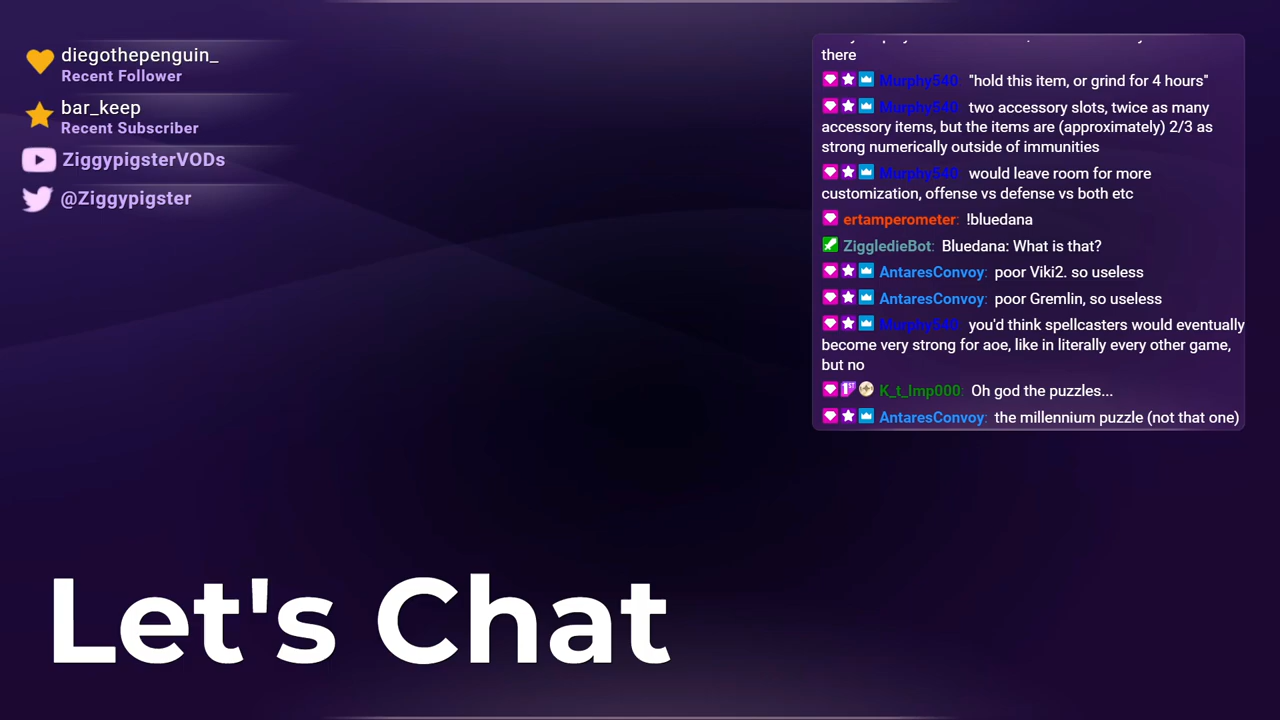 diegothepenguin_
Recent Follower
bar_keep
Recent Subscriber
ZiggypigsterVODs
@Ziggypigster
there
Murphy540 "hold this item, or grind for 4 hours"
Murphy540 two accessory slots, twice as many
accessory items, but the items are (approximately) 2/3 as
strong numerically outside of immunities
Murphy540 would leave room for more
customization, offense vs defense vs both etc
ertamperometer: !bluedana
ZiggledieBot: Bluedana: What is that?
AntaresConvoy: poor Viki2. so useless
AntaresConvoy: poor Gremlin, so useless
Murphy540 you'd think spellcasters would eventually
become very strong for aoe, like in literally every other game,
but no
K_t_Imp000: Oh god the puzzles...
AntaresConvoy: the millennium puzzle (not that one)
Let's Chat